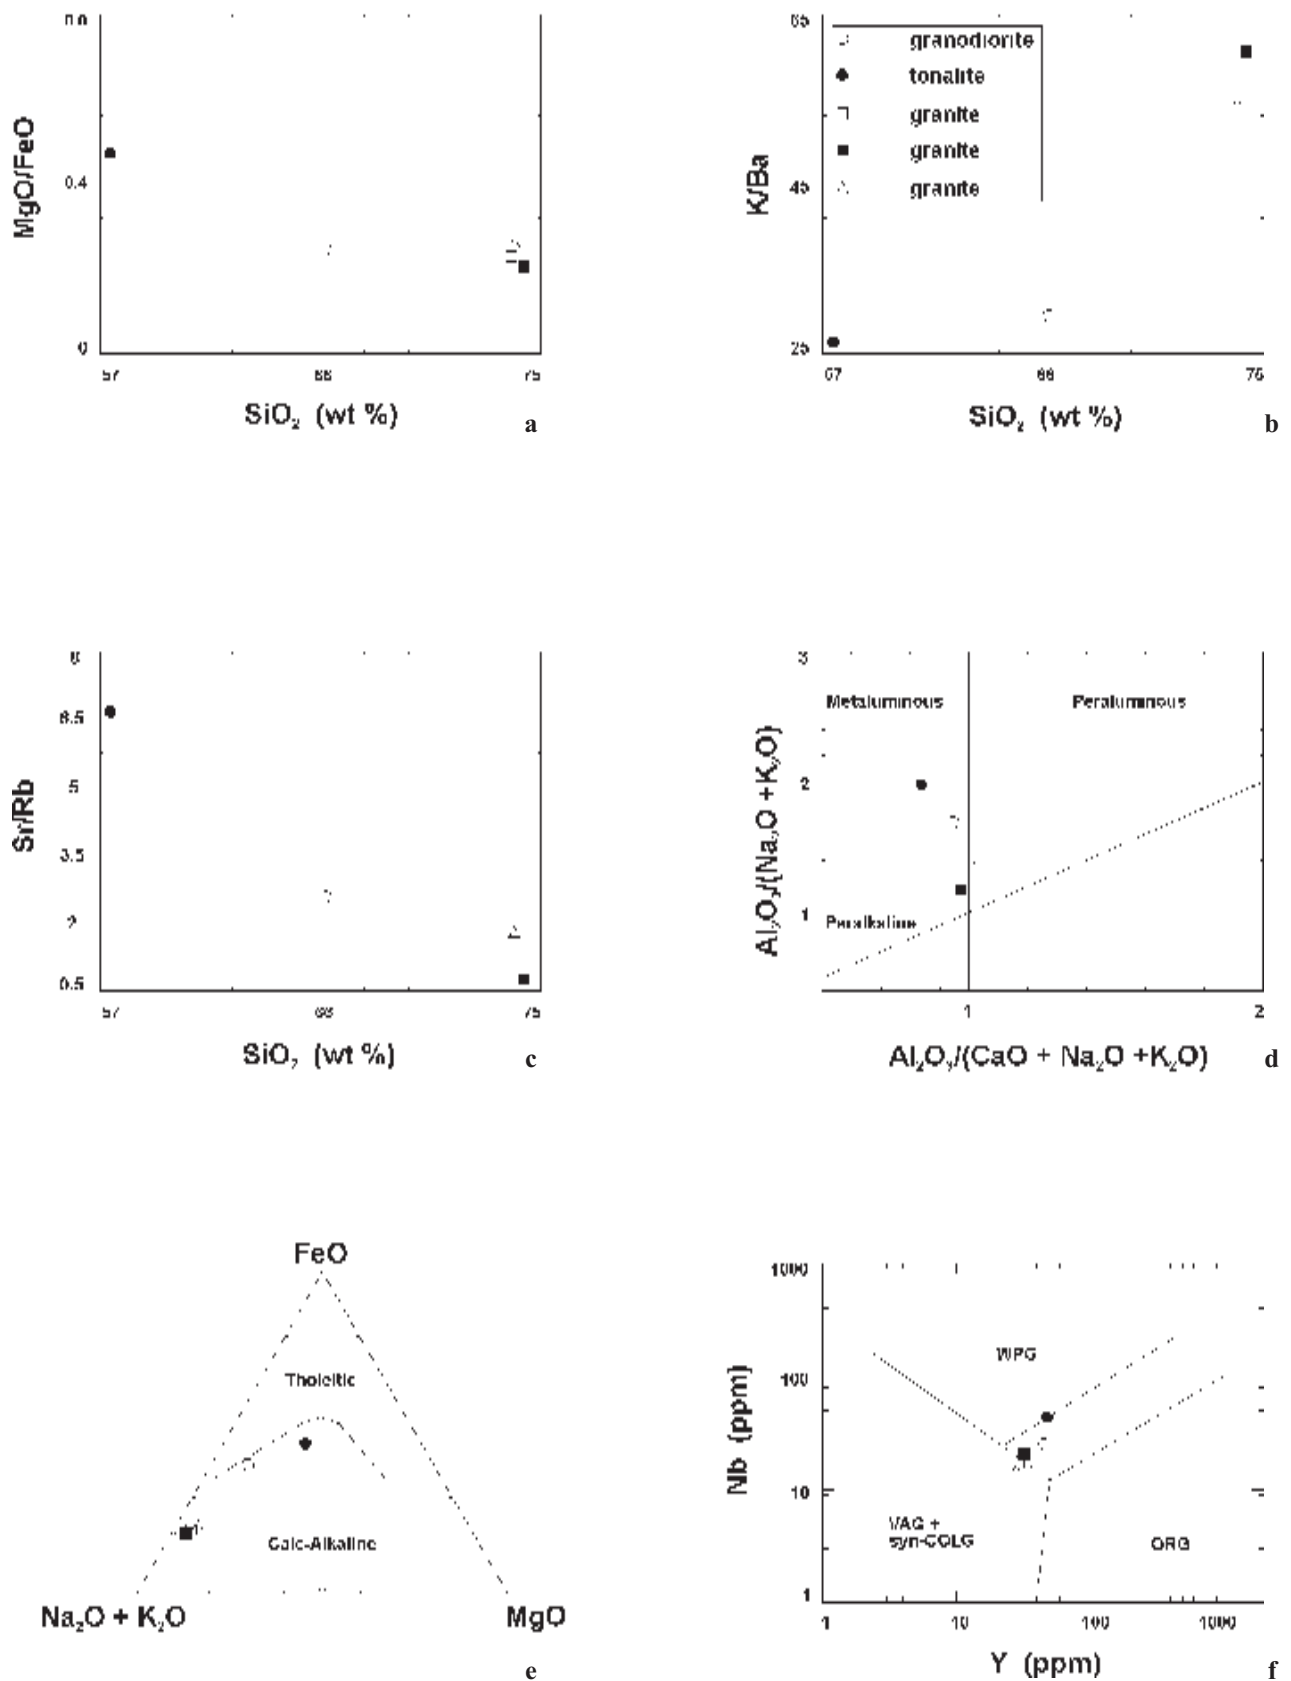 MgO/FeO
0.4
0
57
66
75
SiO₂ (wt %)
a
K/Ba
65
45
25
granodiorite
tonalite
granite
granite
granite
57
66
75
SiO₂ (wt %)
b
Sr/Rb
8
6.5
5
3.5
2
0.5
57
66
75
SiO₂ (wt %)
c
Al₂O₃/(Na₂O +K₂O)
3
2
1
Metaluminous
Peraluminous
Peralkaline
1
2
Al₂O₃/(CaO + Na₂O +K₂O)
d
FeO
Tholeitic
Calc-Alkaline
Na₂O + K₂O
MgO
e
Nb (ppm)
1000
100
10
1
WPG
VAG +
syn-COLG
ORG
1
10
100
1000
Y (ppm)
f